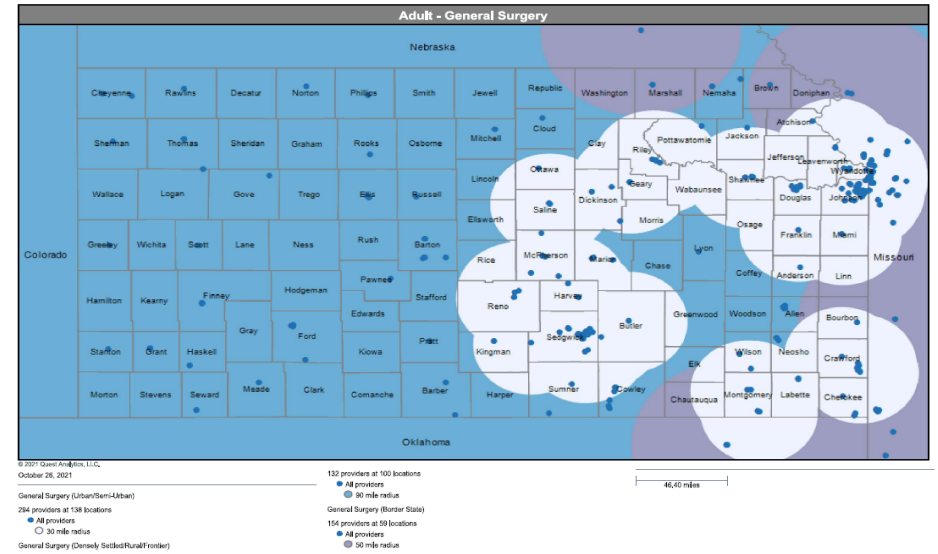 Adult - General Surgery
Nebraska
Cheyenne Rawlins Decatur Norton Phillips Smith Jewell Republic Washington Marshall Nemaha Brown Doniphan
Atchison
Sherman Thomas Sheridan Graham Rooks Osborne Mitchell Cloud Clay Riley Pottawatomie Jackson
Jefferson Leavenworth
Wyandotte
Wallace Logan Gove Trego Ellis Russell Lincoln Ottawa Dickinson Geary Wabaunsee Shawnee Douglas Johnson
Saline Morris Osage
Ellsworth
Colorado Greeley Wichita Scott Lane Ness Rush Barton Rice McPherson Marion Chase Lyon Franklin Miami Missouri
Coffey Anderson Linn
Hamilton Kearny Finney Hodgeman Pawnee Stafford Reno Harvey
Gray Ford Edwards Sedgwick Butler Greenwood Woodson Allen Bourbon
Stanton Grant Haskell Kiowa Pratt Kingman Elk Wilson Neosho Crawford
Morton Stevens Seward Meade Clark Comanche Barber Harper Sumner Cowley Chautauqua Montgomery Labette Cherokee
Oklahoma
© 2021 Quest Analytics, LLC.
October 26, 2021
General Surgery (Urban/Semi-Urban)
294 providers at 138 locations
All providers
30 mile radius
General Surgery (Densely Settled/Rural/Frontier)
132 providers at 100 locations
All providers
90 mile radius
General Surgery (Border State)
154 providers at 59 locations
All providers
50 mile radius
46.40 miles